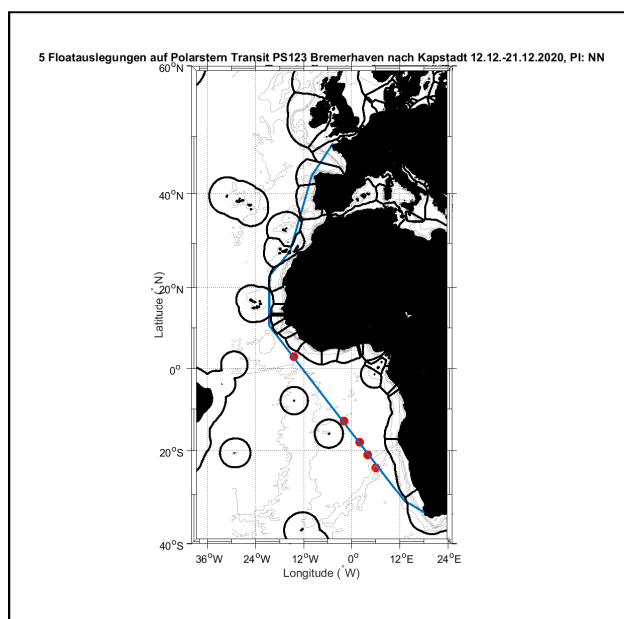 5 Floatauslegungen auf Polarstern Transit PS123 Bremerhaven nach Kapstadt 12.12.-21.12.2020, PI: NN
60°N
40°N
20°N
0°
20°S
40°S
Latitude (°N)
36°W 24°W 12°W 0° 12°E 24°E
Longitude (°W)